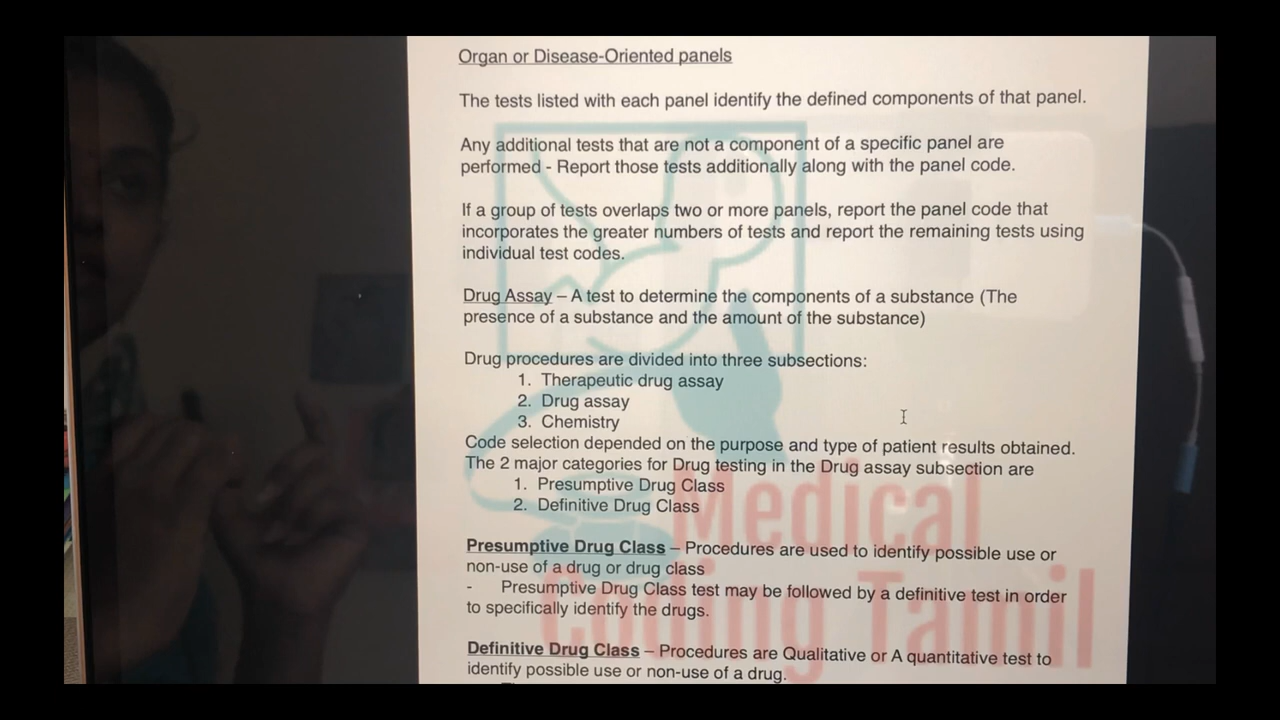 Organ or Disease-Oriented panels
The tests listed with each panel identify the defined components of that panel.
Any additional tests that are not a component of a specific panel are
performed - Report those tests additionally along with the panel code.
If a group of tests overlaps two or more panels, report the panel code that
incorporates the greater numbers of tests and report the remaining tests using
individual test codes.
Drug Assay – A test to determine the components of a substance (The
presence of a substance and the amount of the substance)
Drug procedures are divided into three subsections:
1. Therapeutic drug assay
2. Drug assay
3. Chemistry
Code selection depended on the purpose and type of patient results obtained.
The 2 major categories for Drug testing in the Drug assay subsection are
1. Presumptive Drug Class
2. Definitive Drug Class
Presumptive Drug Class – Procedures are used to identify possible use or
non-use of a drug or drug class
- Presumptive Drug Class test may be followed by a definitive test in order
to specifically identify the drugs.
Definitive Drug Class – Procedures are Qualitative or A quantitative test to
identify possible use or non-use of a drug.
Medical
Coding Tamil